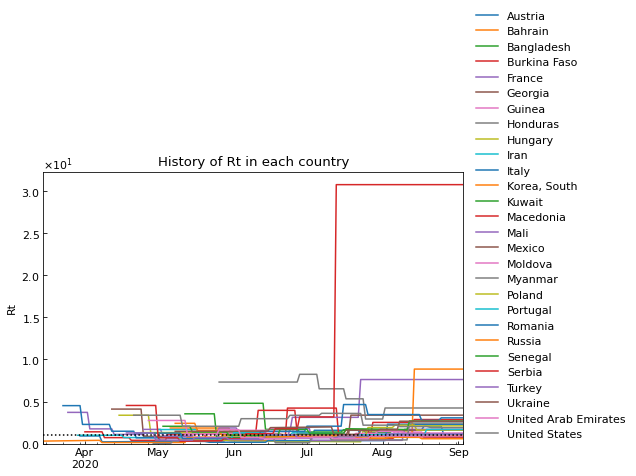 History of Rt in each country
×10¹
3.0
2.5
2.0
1.5
1.0
0.5
0.0
Rt
Apr
2020
May
Jun
Jul
Aug
Sep
Austria
Bahrain
Bangladesh
Burkina Faso
France
Georgia
Guinea
Honduras
Hungary
Iran
Italy
Korea, South
Kuwait
Macedonia
Mali
Mexico
Moldova
Myanmar
Poland
Portugal
Romania
Russia
Senegal
Serbia
Turkey
Ukraine
United Arab Emirates
United States